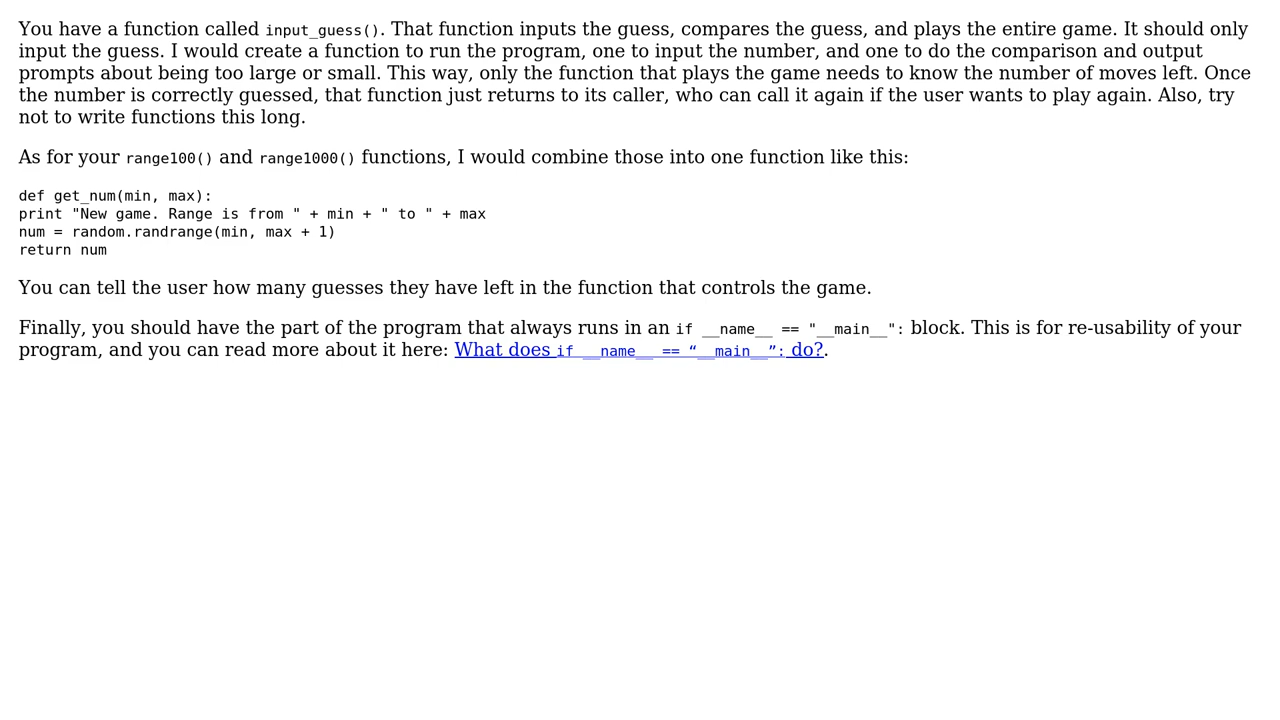 You have a function called input_guess(). That function inputs the guess, compares the guess, and plays the entire game. It should only
input the guess. I would create a function to run the program, one to input the number, and one to do the comparison and output
prompts about being too large or small. This way, only the function that plays the game needs to know the number of moves left. Once
the number is correctly guessed, that function just returns to its caller, who can call it again if the user wants to play again. Also, try
not to write functions this long.
As for your range100() and range1000() functions, I would combine those into one function like this:
def get_num(min, max):
print "New game. Range is from " + min + " to " + max
num = random.randrange(min, max + 1)
return num
You can tell the user how many guesses they have left in the function that controls the game.
Finally, you should have the part of the program that always runs in an if __name__ == "__main__": block. This is for re-usability of your
program, and you can read more about it here: What does if __name__ == “__main__”: do?.